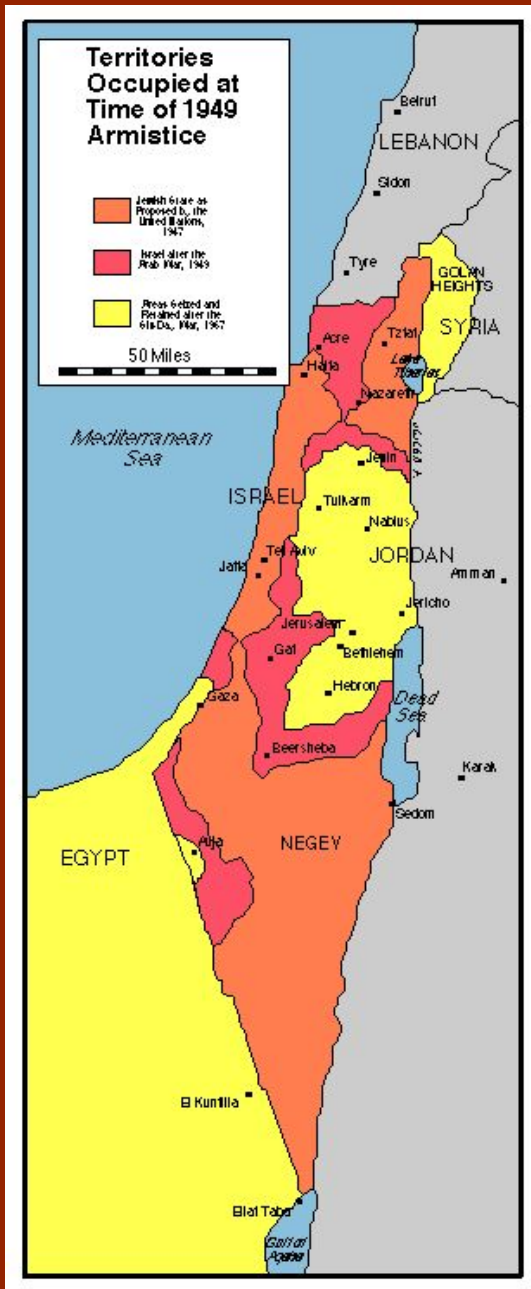 Territories
Occupied at
Time of 1949
Armistice
Jewish State as
Proposed by the
United Nations,
1947
Israel after the
Arab War, 1949
Areas Seized and
Retained after the
Six-Day War, 1967
50 Miles
Beirut
LEBANON
Sidon
Tyre
GOLAN
HEIGHTS
SYRIA
Acre
Tzfat
Haifa
Lake
Tiberias
Nazareth
Mediterranean
Sea
Jenin
ISRAEL
Tulkarm
Nablus
Tel Aviv
JORDAN
Jaffa
Amman
Jericho
Jerusalem
Gat
Bethlehem
Hebron
Dead
Sea
Gaza
Beersheba
Karak
Sedom
EGYPT
Auja
NEGEV
El Kuntilla
Elat Taba
Gulf of
Aqaba